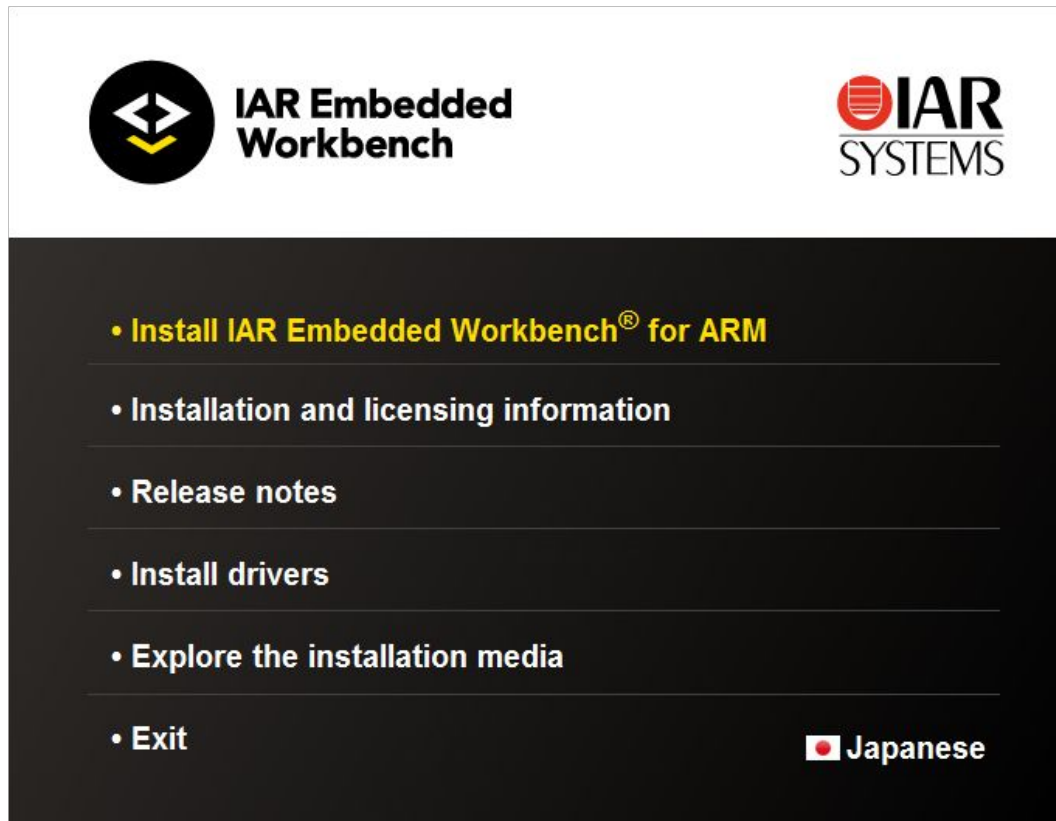 IAR Embedded
Workbench
IAR
SYSTEMS
• Install IAR Embedded Workbench® for ARM
• Installation and licensing information
• Release notes
• Install drivers
• Explore the installation media
• Exit
Japanese